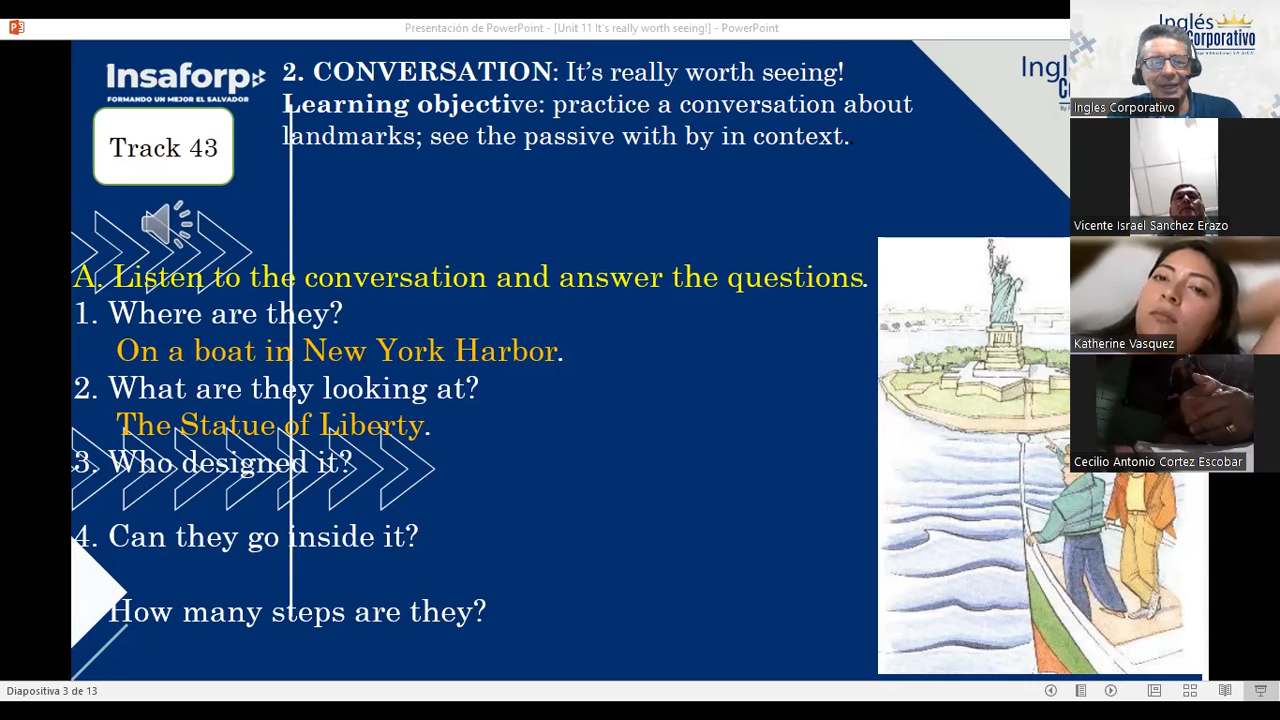 Presentación de PowerPoint - [Unit 11 It's really worth seeing!] - PowerPoint
Insaforp
FORMANDO UN MEJOR EL SALVADOR
2. CONVERSATION: It's really worth seeing!
Learning objective: practice a conversation about
landmarks; see the passive with by in context.
Track 43
A. Listen to the conversation and answer the questions.
1. Where are they?
On a boat in New York Harbor.
2. What are they looking at?
The Statue of Liberty.
3. Who designed it?
4. Can they go inside it?
How many steps are they?
Ingl
Inglés
Corporativo
Ingles Corporativo
Vicente Israel Sanchez Erazo
Katherine Vasquez
Cecilio Antonio Cortez Escobar
Diapositiva 3 de 13